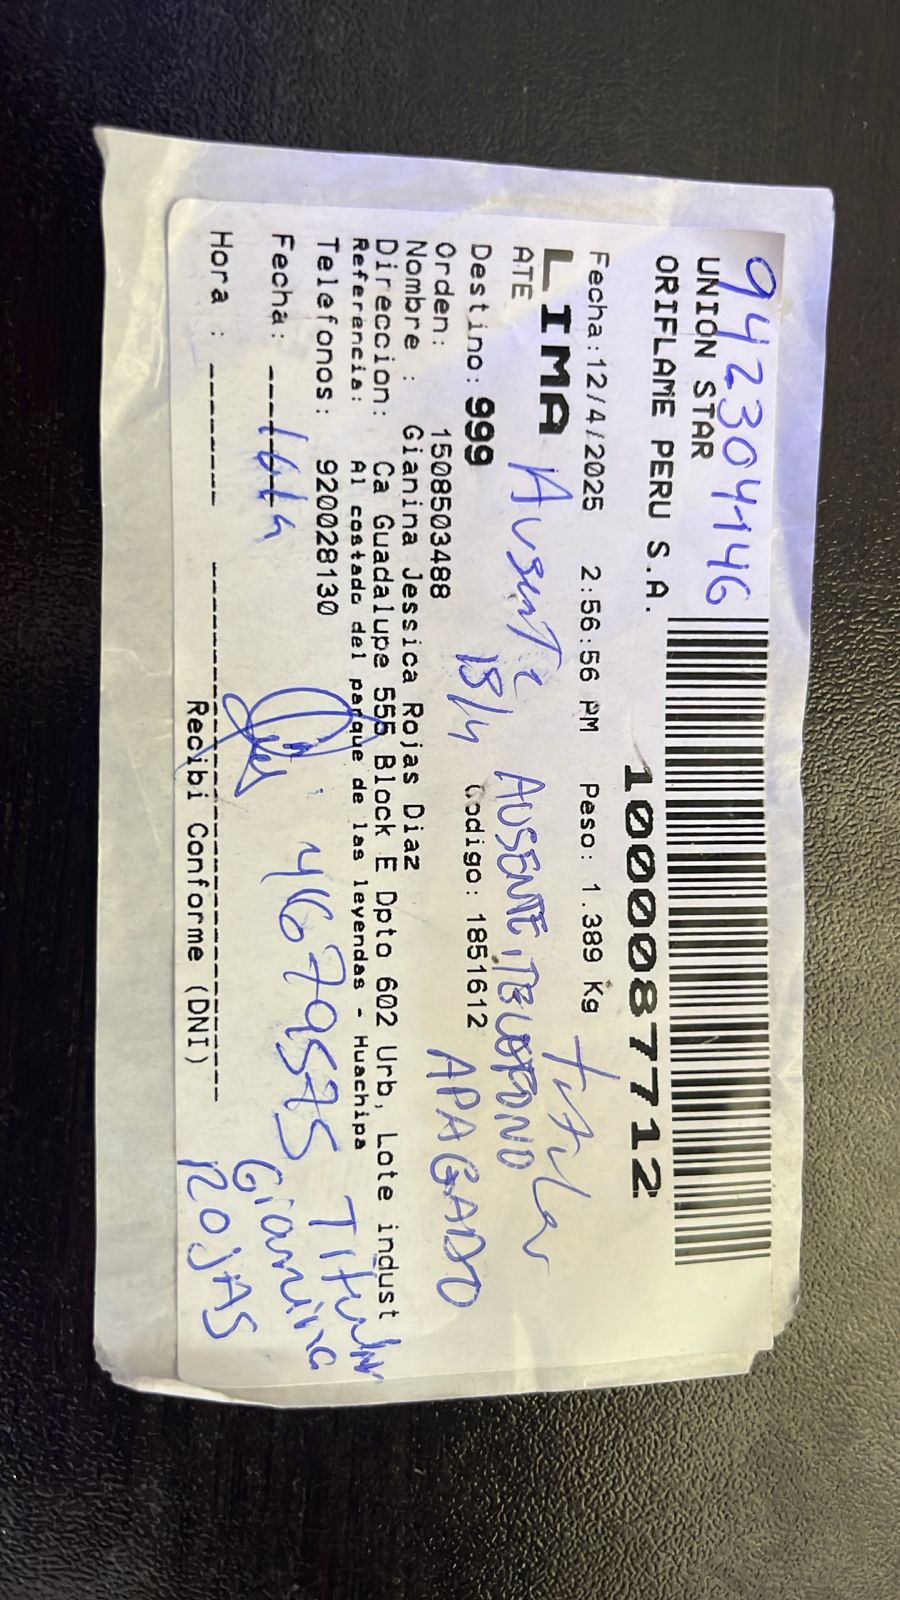 942304146
UNION STAR
ORIFLAME PERU S.A.
1000087712
Fecha:12/4/2025 2:56:56 PM Peso: 1.389 Kg
LIMA
ATE
Ausente Titular
18/4 AUSENTE, TELEFONO
APAGADO
Destino: 999 Codigo: 1851612
Orden: 1508503488
Nombre : Gianina Jessica Rojas Diaz
Direccion: Ca Guadalupe 555 Block E Dpto 602 Urb, Lote indust
Referencia: Al costado del parque de las leyendas - Huachipa
Telefonos: 920028130
Fecha:
4679575 Titular
Gianina
ROJAS
Hora :
Recibi Conforme (DNI)